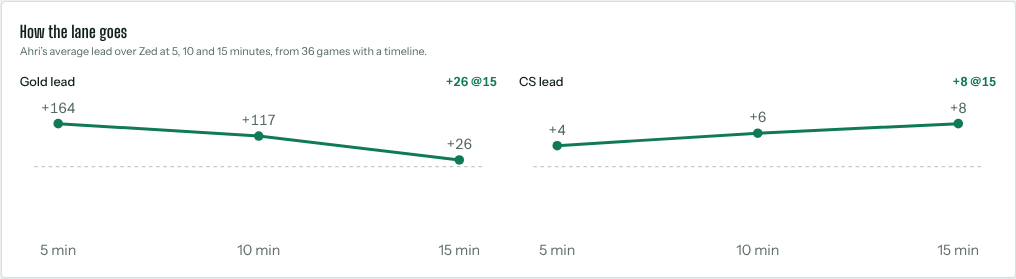 How the lane goes
Ahri's average lead over Zed at 5, 10 and 15 minutes, from 36 games with a timeline.
Gold lead
+26 @15
+164
+117
+26
5 min
10 min
15 min
CS lead
+8 @15
+4
+6
+8
5 min
10 min
15 min